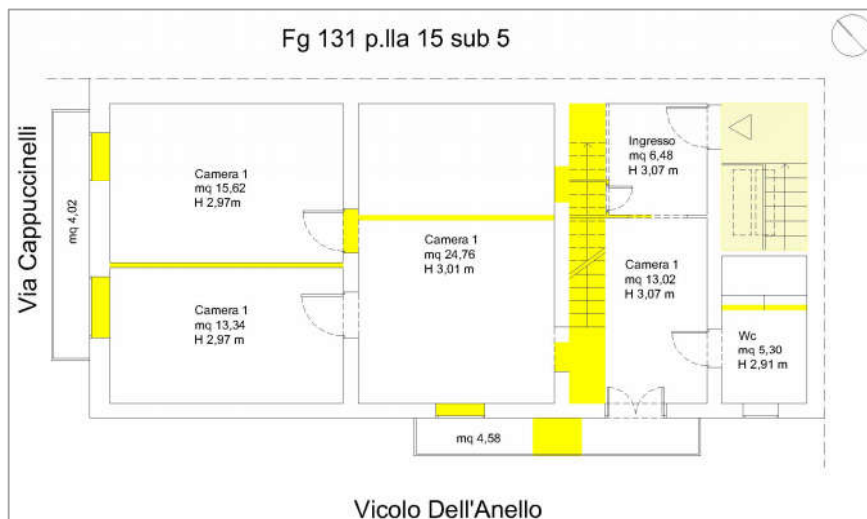 Fg 131 p.lla 15 sub 5
Via Cappuccinelli
mq 4,02
Camera 1
mq 15,62
H 2,97m
Camera 1
mq 13,34
H 2,97 m
Camera 1
mq 24,76
H 3,01 m
Ingresso
mq 6,48
H 3,07 m
Camera 1
mq 13,02
H 3,07 m
Wc
mq 5,30
H 2,91 m
mq 4,58
Vicolo Dell'Anello